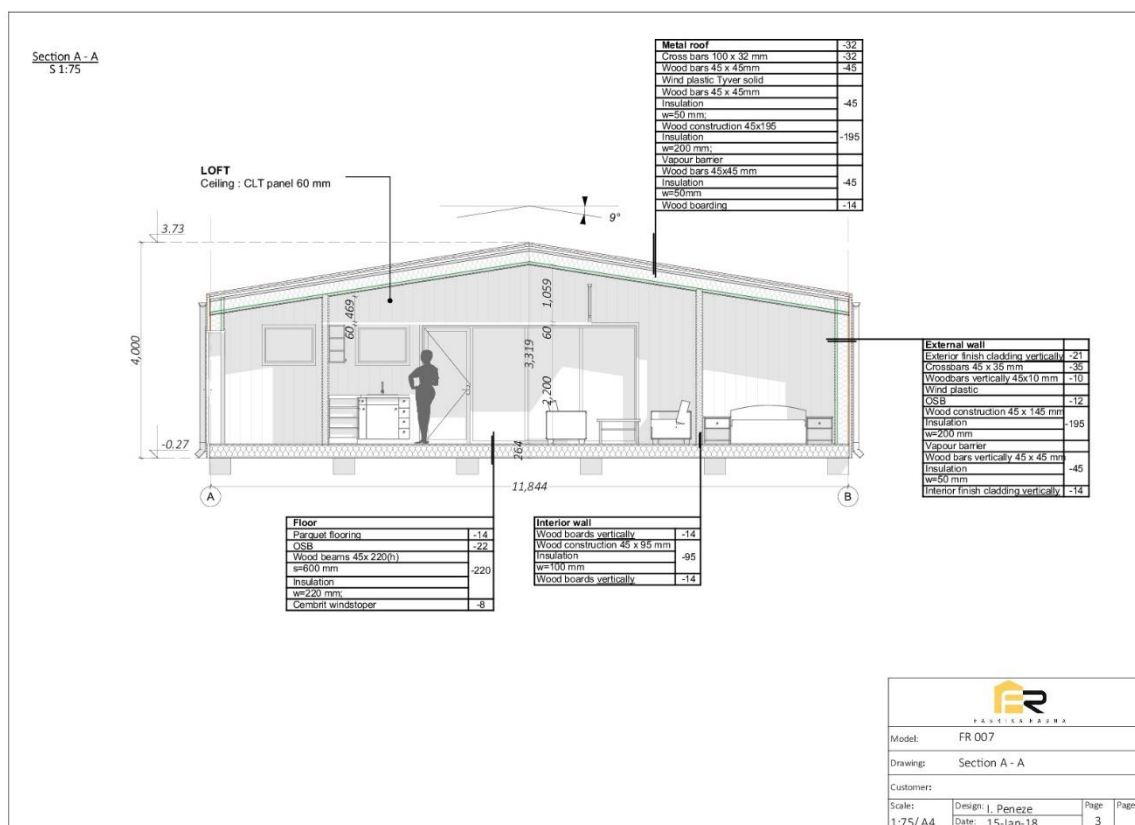 Section A - A
S 1:75
Metal roof -32
Cross bars 100 x 32 mm -32
Wood bars 45 x 45mm -45
Wind plastic Tyver solid
Wood bars 45 x 45mm
Insulation -45
w=50 mm;
Wood construction 45x195
Insulation -195
w=200 mm;
Vapour barrier
Wood bars 45x45 mm
Insulation -45
w=50mm
Wood boarding -14
LOFT
Ceiling : CLT panel 60 mm
9°
3.73
4,000
-0.27
60
469
1,059
60
3,319
2,200
264
11,844
A
B
External wall
Exterior finish cladding vertically -21
Crossbars 45 x 35 mm -35
Woodbars vertically 45x10 mm -10
Wind plastic
OSB -12
Wood construction 45 x 145 mm
Insulation -195
w=200 mm
Vapour barrier
Wood bars vertically 45 x 45 mm
Insulation -45
w=50 mm
Interior finish cladding vertically -14
Floor
Parquet flooring -14
OSB -22
Wood beams 45x 220(h)
s=600 mm -220
Insulation
w=220 mm;
Cembrit windstoper -8
Interior wall
Wood boards vertically -14
Wood construction 45 x 95 mm
Insulation -95
w=100 mm
Wood boards vertically -14
FR
Model: FR 007
Drawing: Section A - A
Customer:
Scale: Design: I. Peneze Page Page
1:75/ A4 Date: 15-Jan-18 3